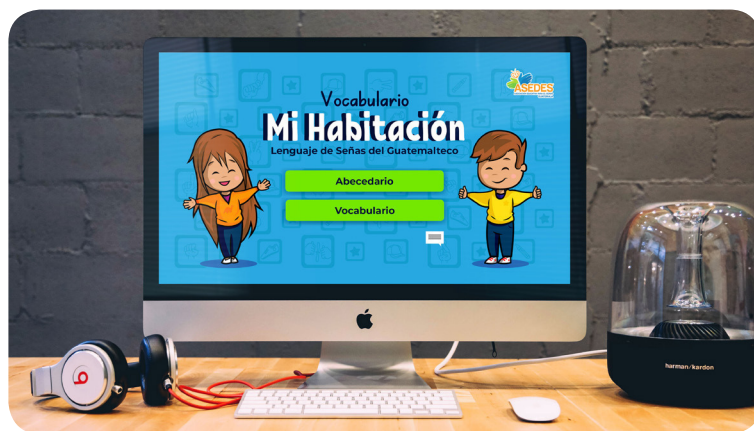 Vocabulario
Mi Habitación
Lenguaje de Señas del Guatemalteco
Abecedario
Vocabulario
ASEDES
harman/kardon